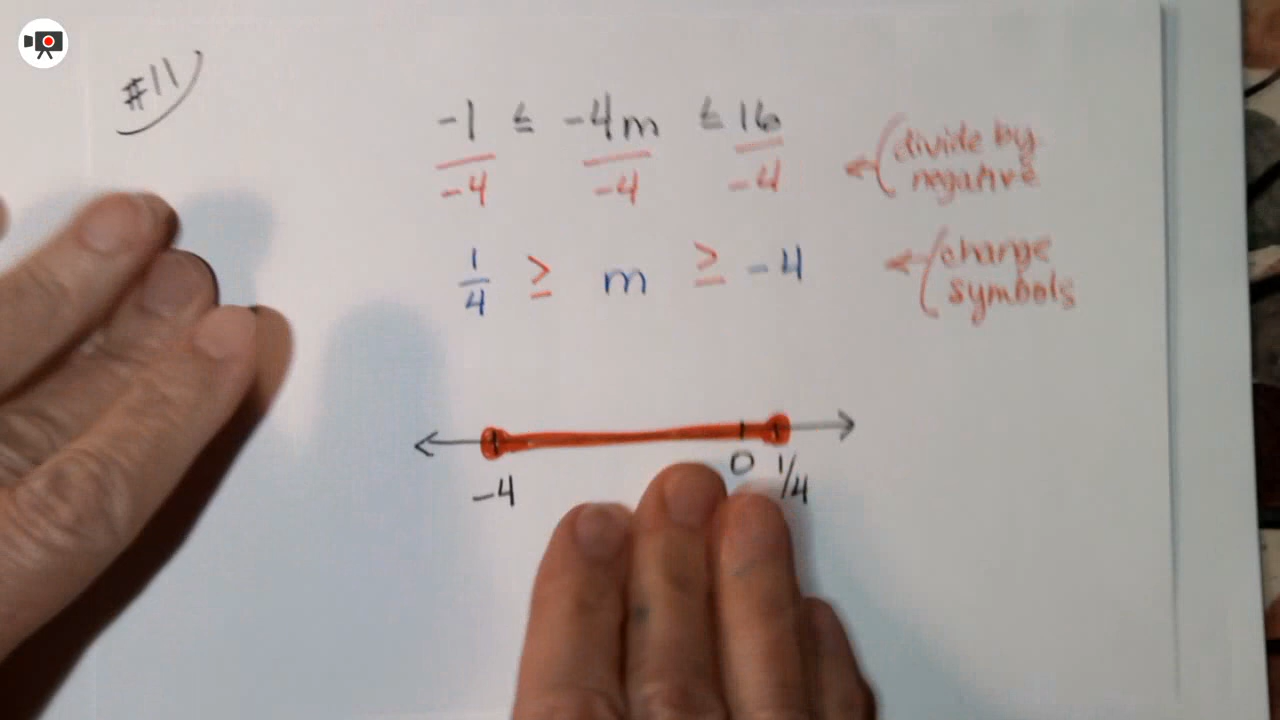 #11
-1 ≤ -4m ≤ 16
-4 -4 -4
divide by
negative
1/4 ≥ m ≥ -4
change
symbols
-4 0 1/4